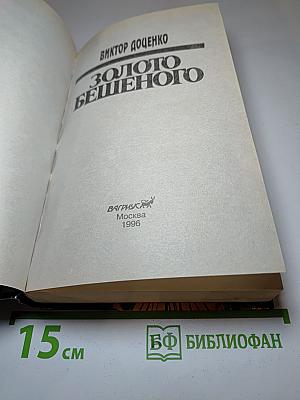 ВИКТОР ДОЦЕНКО
ЗОЛОТО
БЕШЕНОГО
ВАГРИУС
Москва
1996
15 см
БФ БИБЛИОФАН